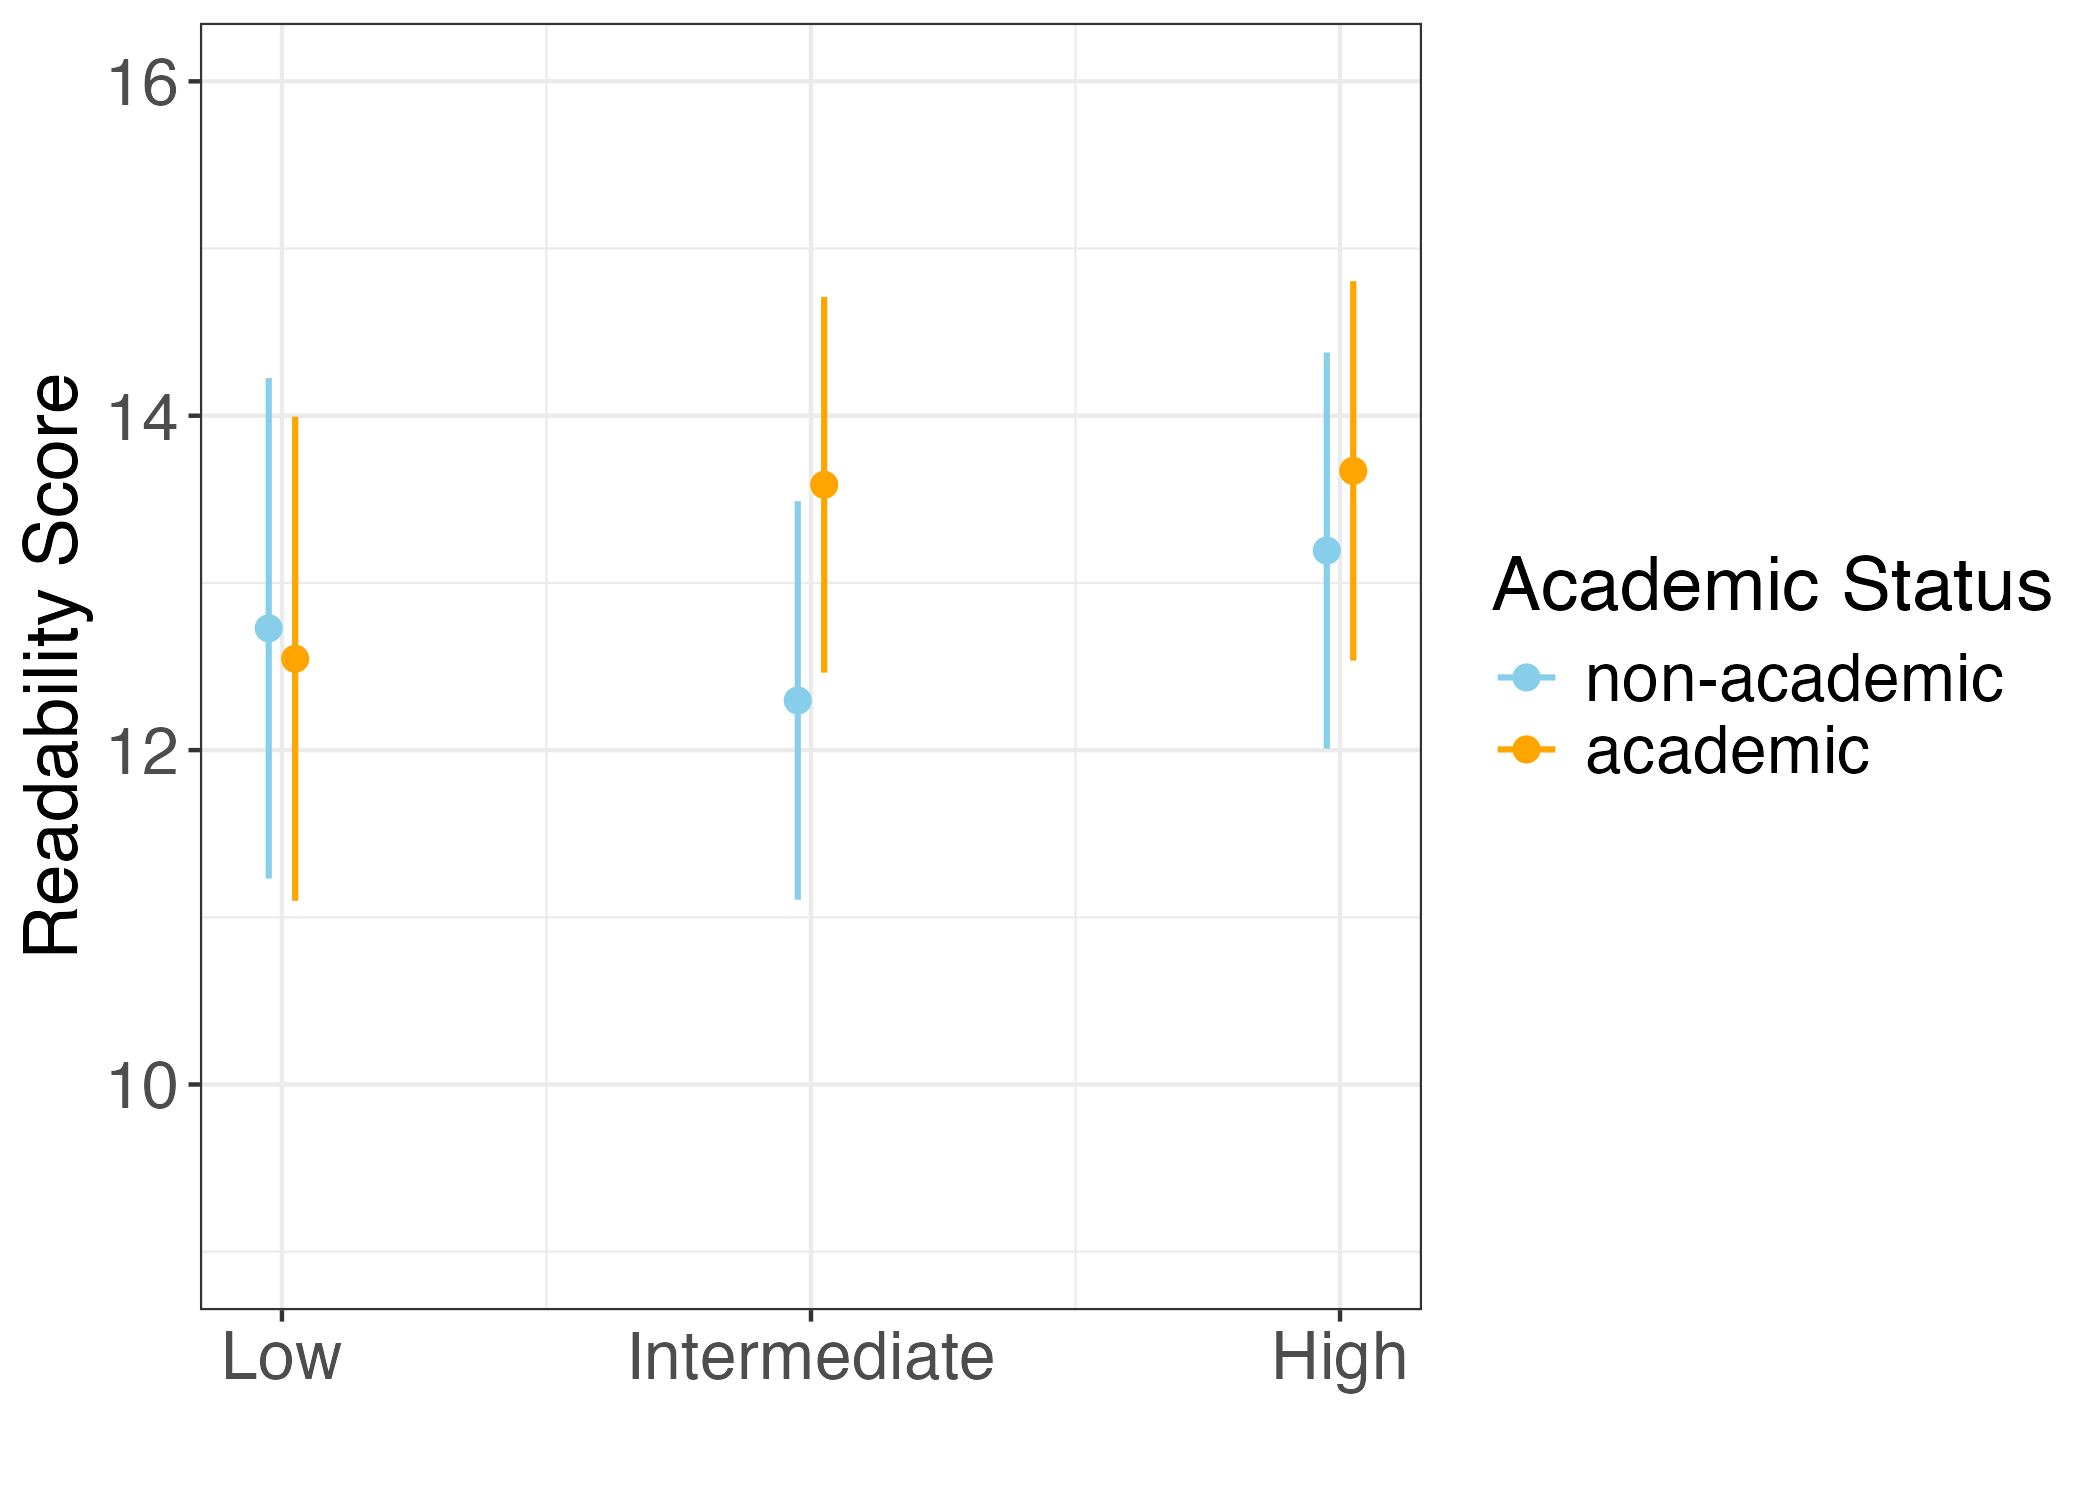 16
14
12
10
Readability Score
Low Intermediate High
Academic Status
non-academic
academic